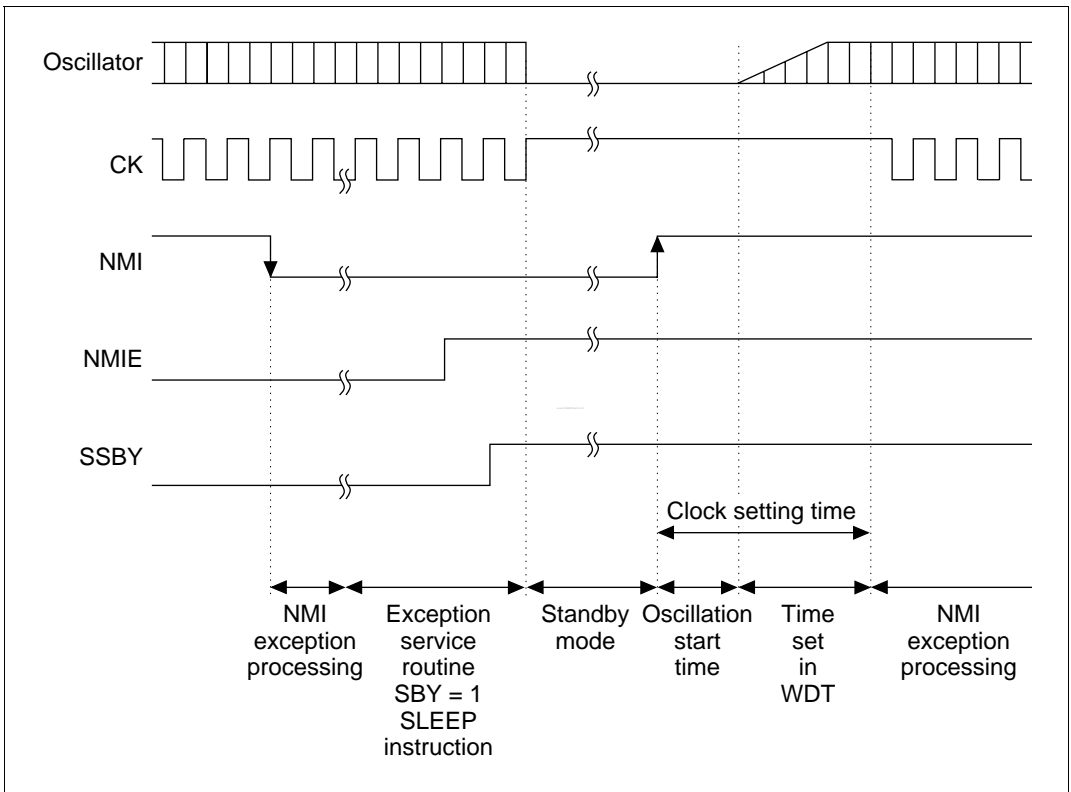 Oscillator
CK
NMI
NMIE
SSBY
Clock setting time
NMI
exception
processing
Exception
service
routine
SBY = 1
SLEEP
instruction
Standby
mode
Oscillation
start
time
Time
set
in
WDT
NMI
exception
processing